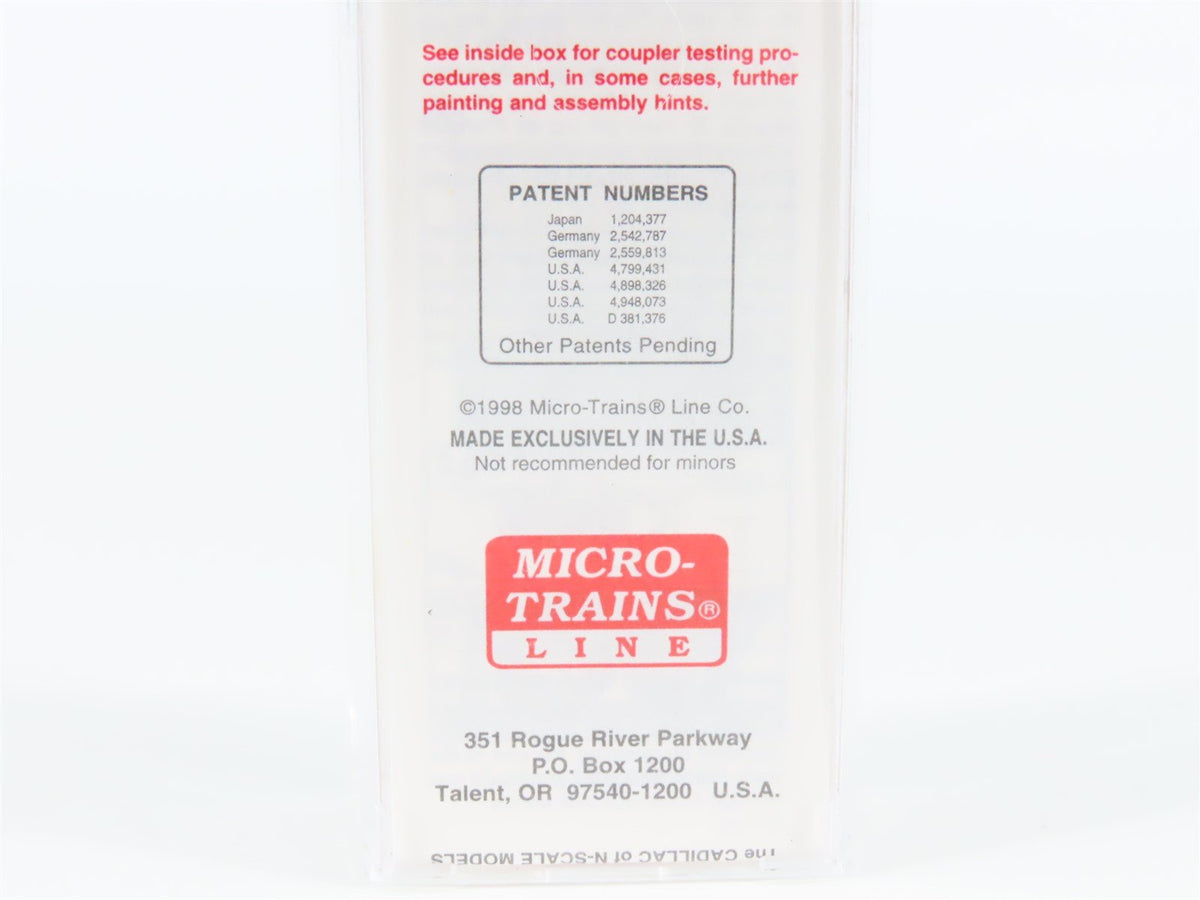 See inside box for coupler testing pro-
cedures and, in some cases, further
painting and assembly hints.
PATENT NUMBERS
Japan 1,204,377
Germany 2,542,787
Germany 2,559,813
U.S.A. 4,799,431
U.S.A. 4,898,326
U.S.A. 4,948,073
U.S.A. D 381,376
Other Patents Pending
©1998 Micro-Trains® Line Co.
MADE EXCLUSIVELY IN THE U.S.A.
Not recommended for minors
MICRO-
TRAINS®
LINE
351 Rogue River Parkway
P.O. Box 1200
Talent, OR 97540-1200 U.S.A.
The CADILLAC of N-SCALE MODELS